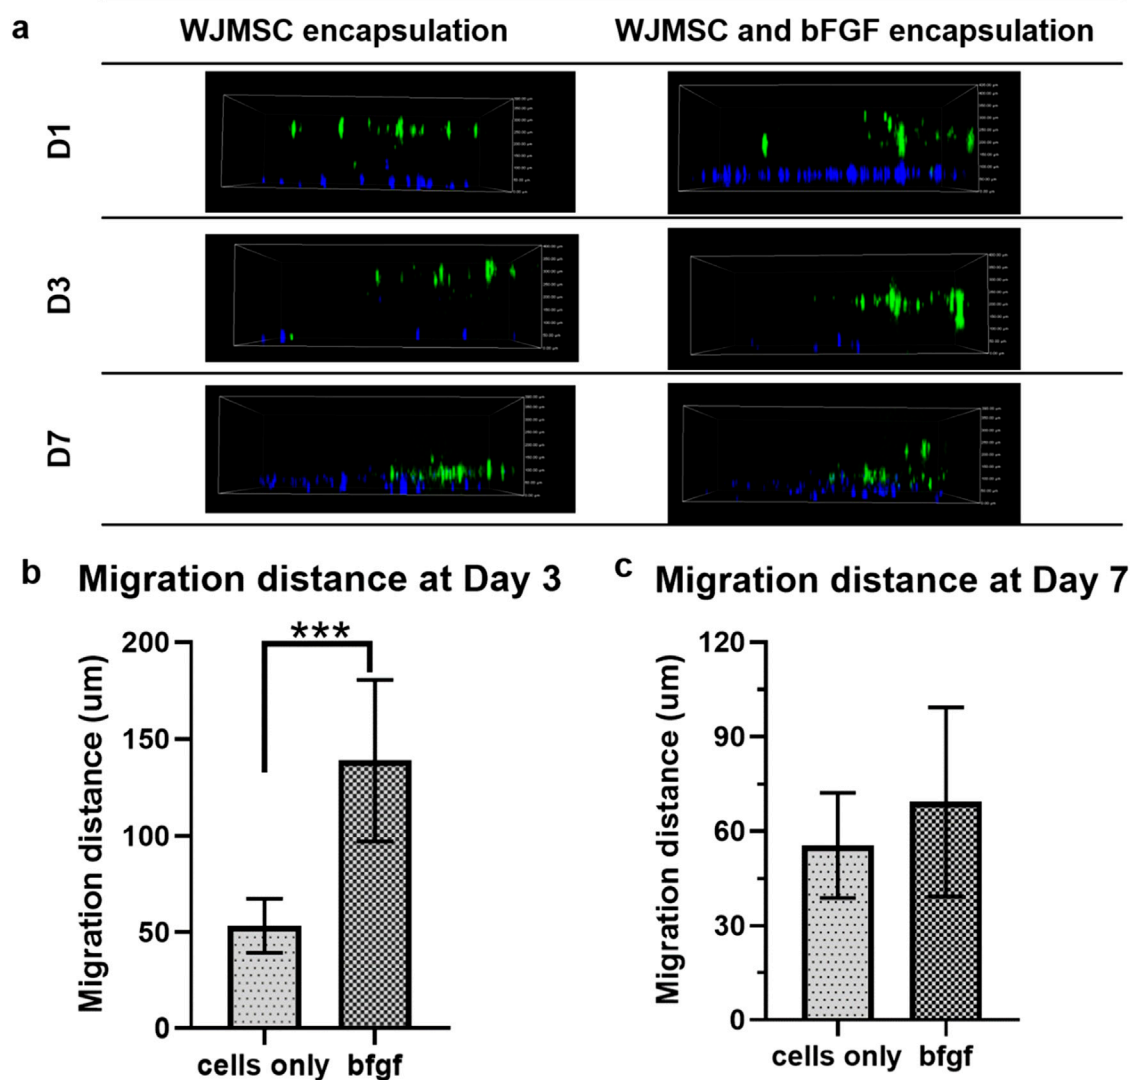 a
WJMSC encapsulation
WJMSC and bFGF encapsulation
D1
D3
D7
b
Migration distance at Day 3
***
Migration distance (um)
200
150
100
50
0
cells only
bfgf
c
Migration distance at Day 7
Migration distance (um)
120
90
60
30
0
cells only
bfgf